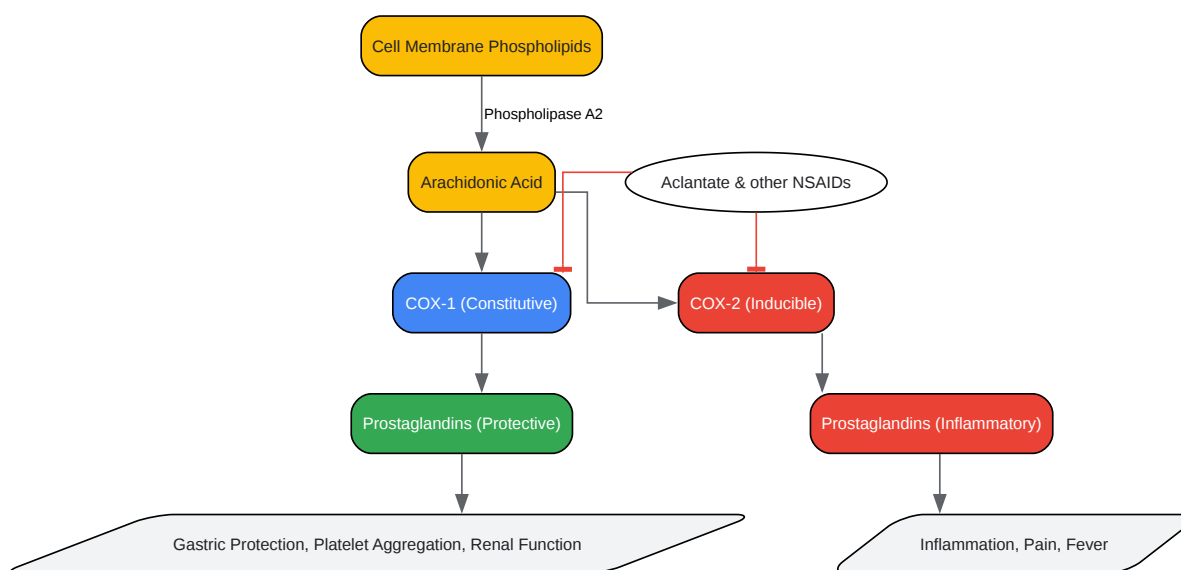 Cell Membrane Phospholipids
Phospholipase A2
Arachidonic Acid
Aclantate & other NSAIDs
COX-1 (Constitutive)
COX-2 (Inducible)
Prostaglandins (Protective)
Prostaglandins (Inflammatory)
Gastric Protection, Platelet Aggregation, Renal Function
Inflammation, Pain, Fever